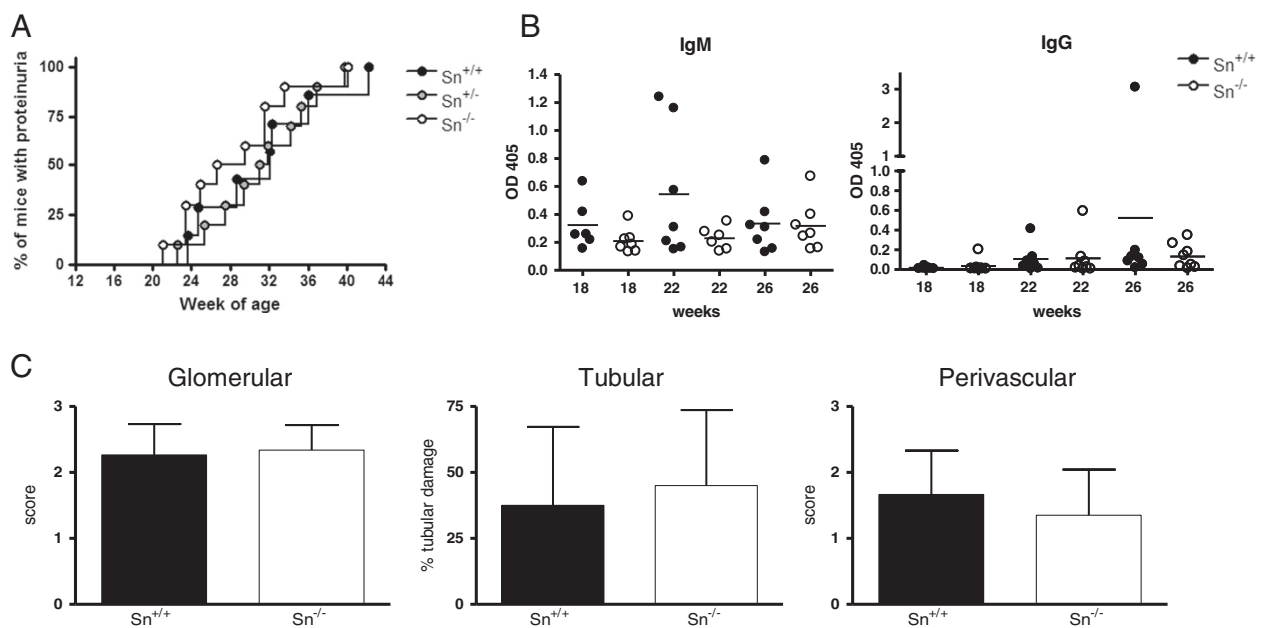 A
% of mice with proteinuria
100
75
50
25
0
12 16 20 24 28 32 36 40 44
Week of age
Sn+/+
Sn+/-
Sn-/-
B
IgM
OD 405
1.4
1.2
1.0
0.8
0.6
0.4
0.2
0.0
18 18 22 22 26 26
weeks
IgG
OD 405
3
2
1
1.0
0.8
0.6
0.4
0.2
0.0
18 18 22 22 26 26
weeks
Sn+/+
Sn-/-
C
Glomerular
score
3
2
1
0
Sn+/+ Sn-/-
Tubular
% tubular damage
75
50
25
0
Sn+/+ Sn-/-
Perivascular
score
3
2
1
0
Sn+/+ Sn-/-